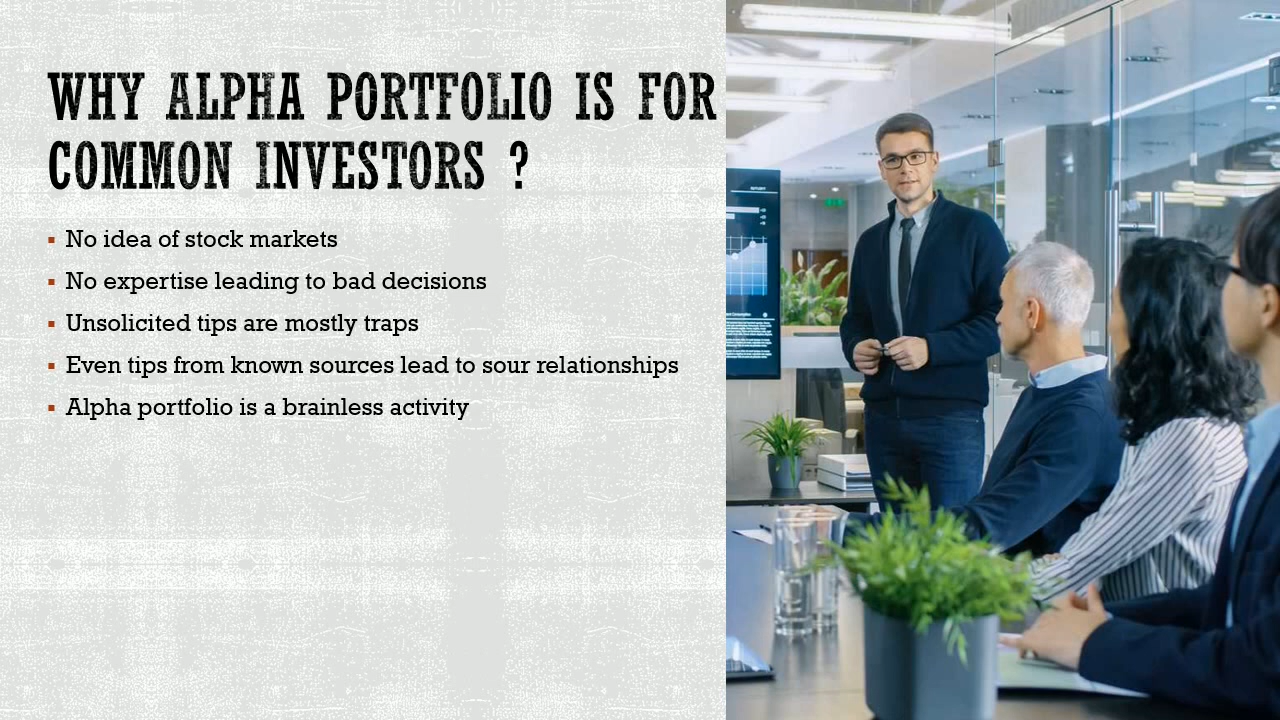 WHY ALPHA PORTFOLIO IS FOR
COMMON INVESTORS ?
No idea of stock markets
No expertise leading to bad decisions
Unsolicited tips are mostly traps
Even tips from known sources lead to sour relationships
Alpha portfolio is a brainless activity